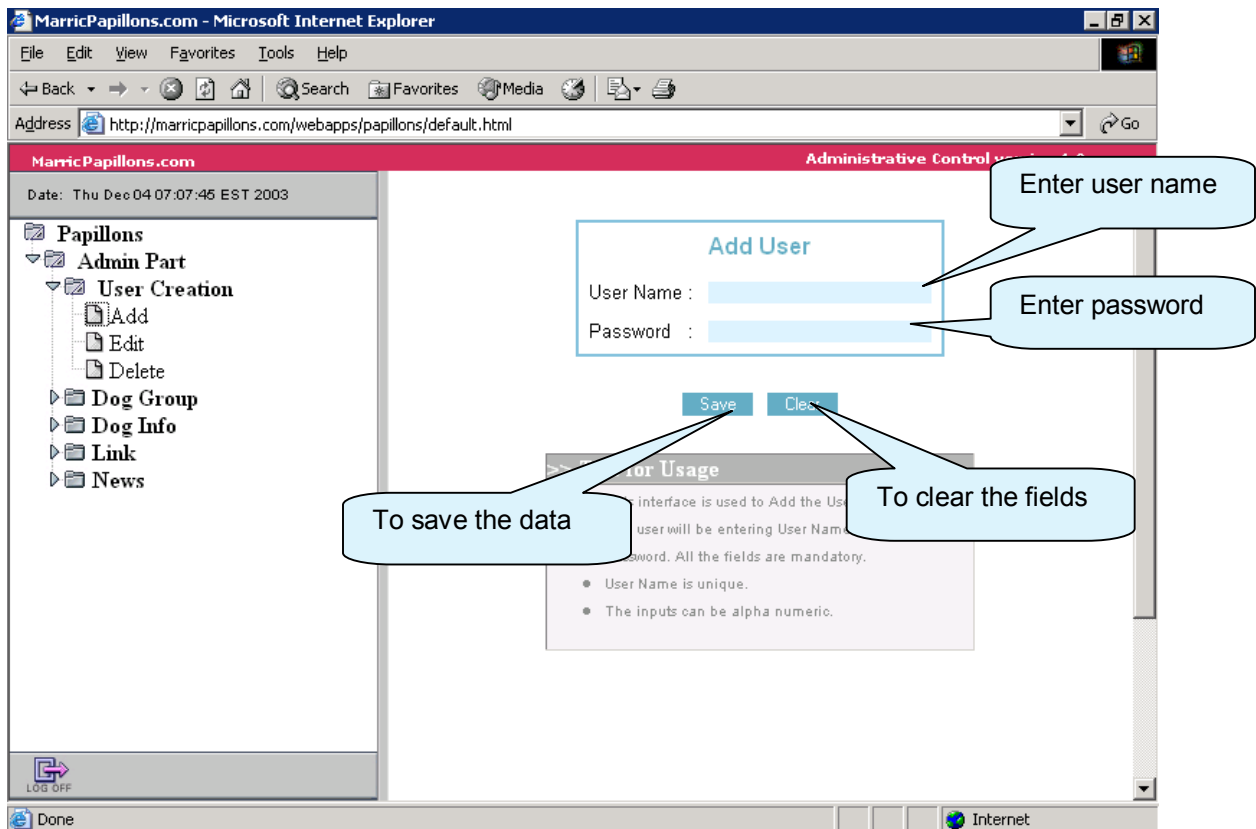 MarricPapillons.com - Microsoft Internet Explorer
File Edit View Favorites Tools Help
Back Search Favorites Media
Address http://marricpapillons.com/webapps/papillons/default.html Go
MarricPapillons.com Administrative Control
Date: Thu Dec 04 07:07:45 EST 2003
Papillons
Admin Part
User Creation
Add
Edit
Delete
Dog Group
Dog Info
Link
News
LOG OFF
Add User
User Name :
Password :
Save Clear
Enter user name
Enter password
To save the data
To clear the fields
>> for Usage
interface is used to Add the
user will be entering User Name
All the fields are mandatory.
● User Name is unique.
● The inputs can be alpha numeric.
Done Internet